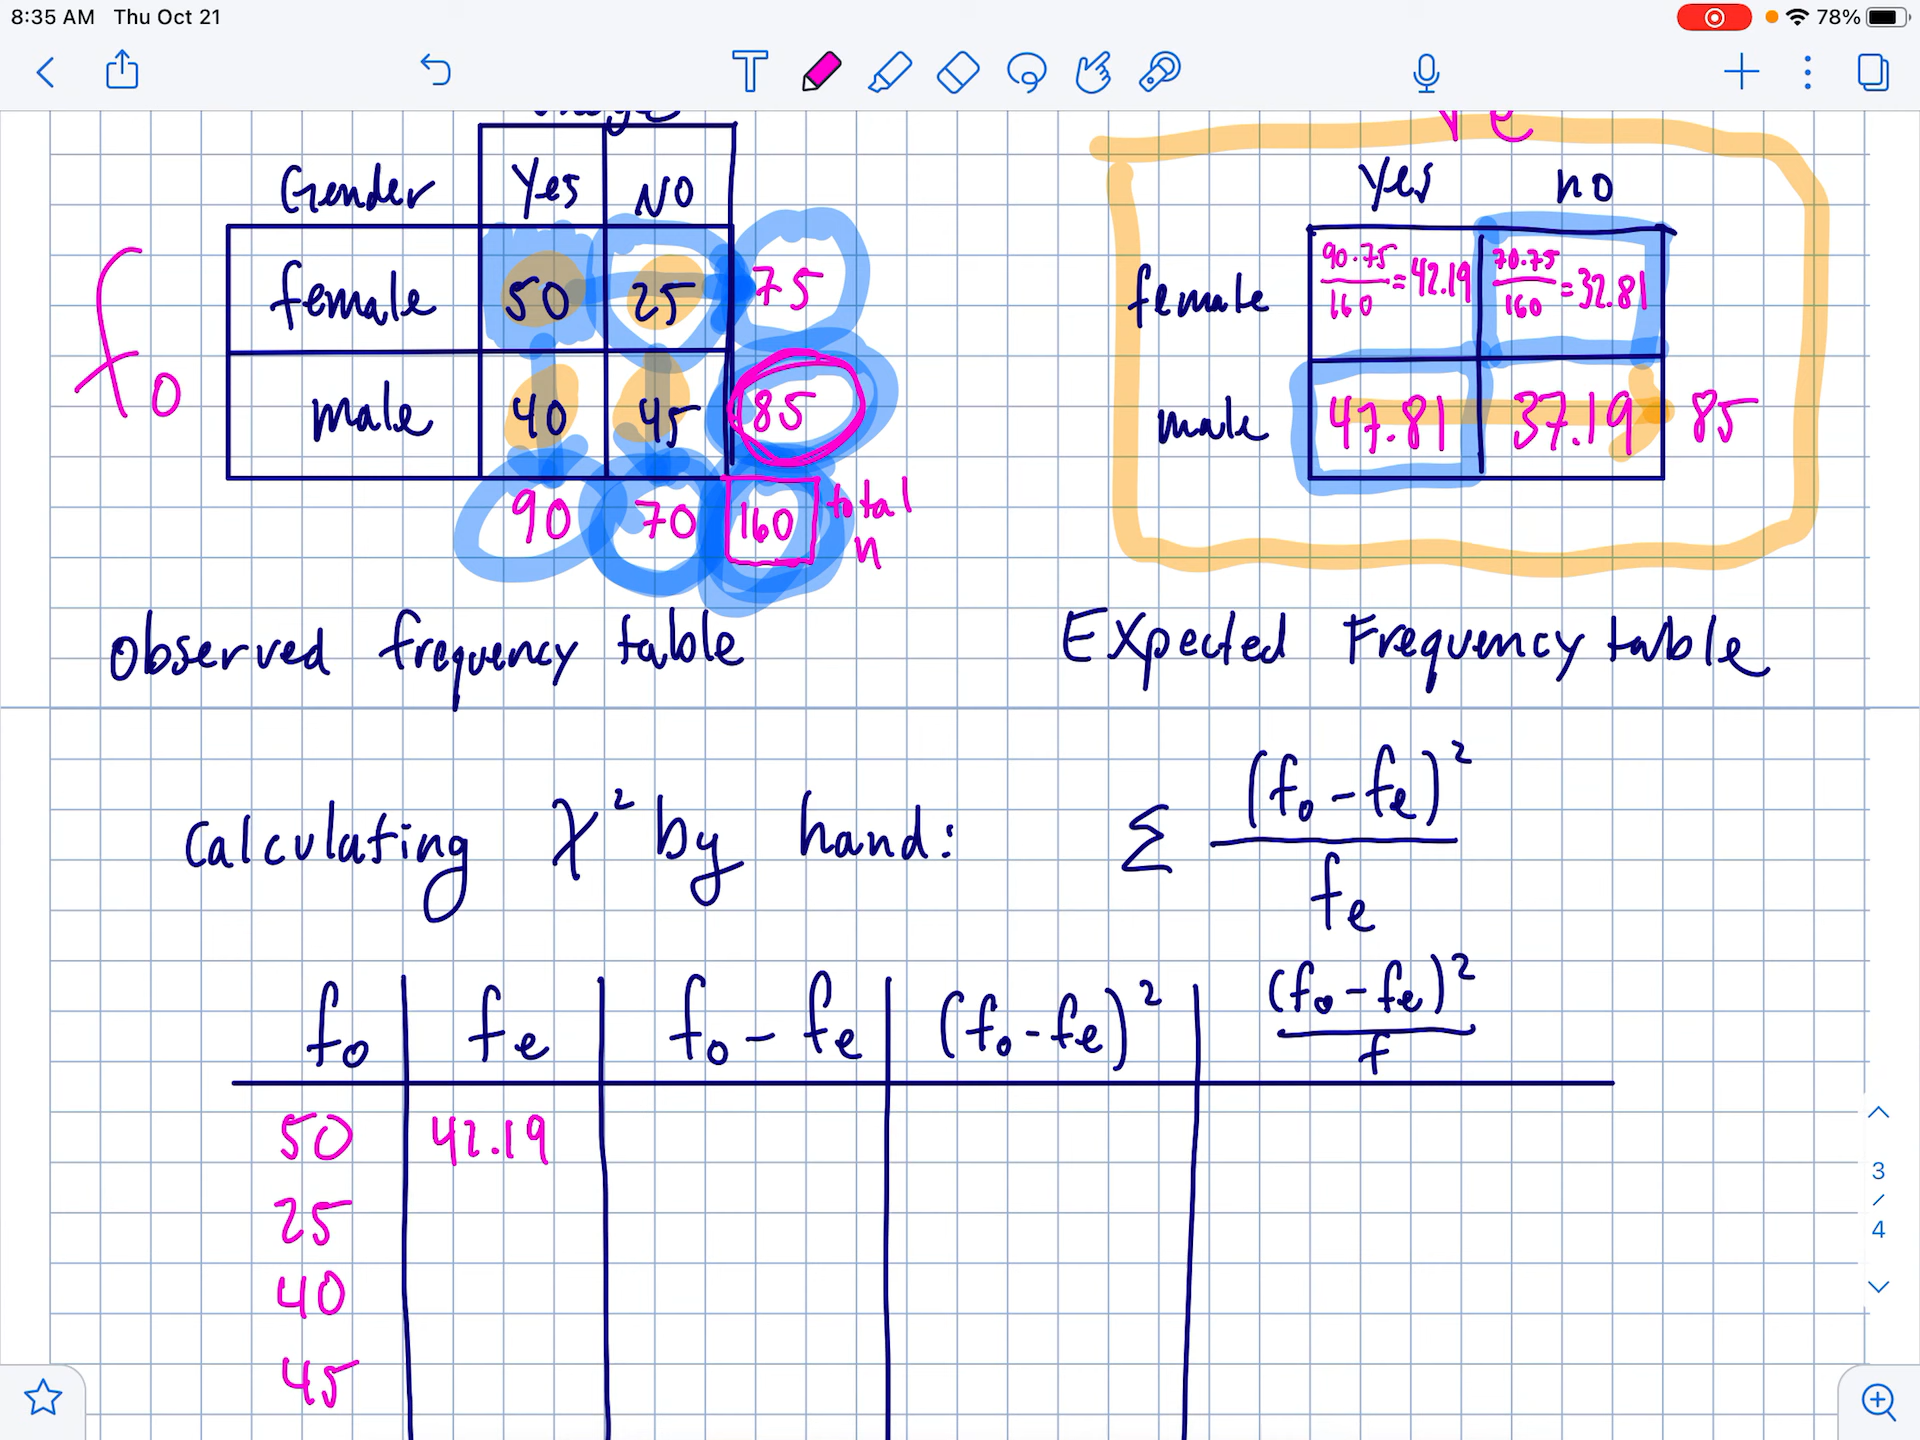 8:35 AM Thu Oct 21
78%
Gender Yes NO
female 50 25 75
male 40 45 85
90 70 160 total n
fo
Observed frequency table
yes no
female 90·75/160 = 42.19 70·75/160 = 32.81
male 47.81 37.19 85
Expected Frequency table
Calculating χ² by hand: Σ (fo - fe)² / fe
fo fe fo - fe (fo - fe)² (fo - fe)² / f
50 42.19
25
40
45
3
/
4